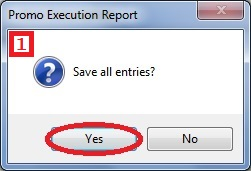 Promo Execution Report
1
Save all entries?
Yes
No